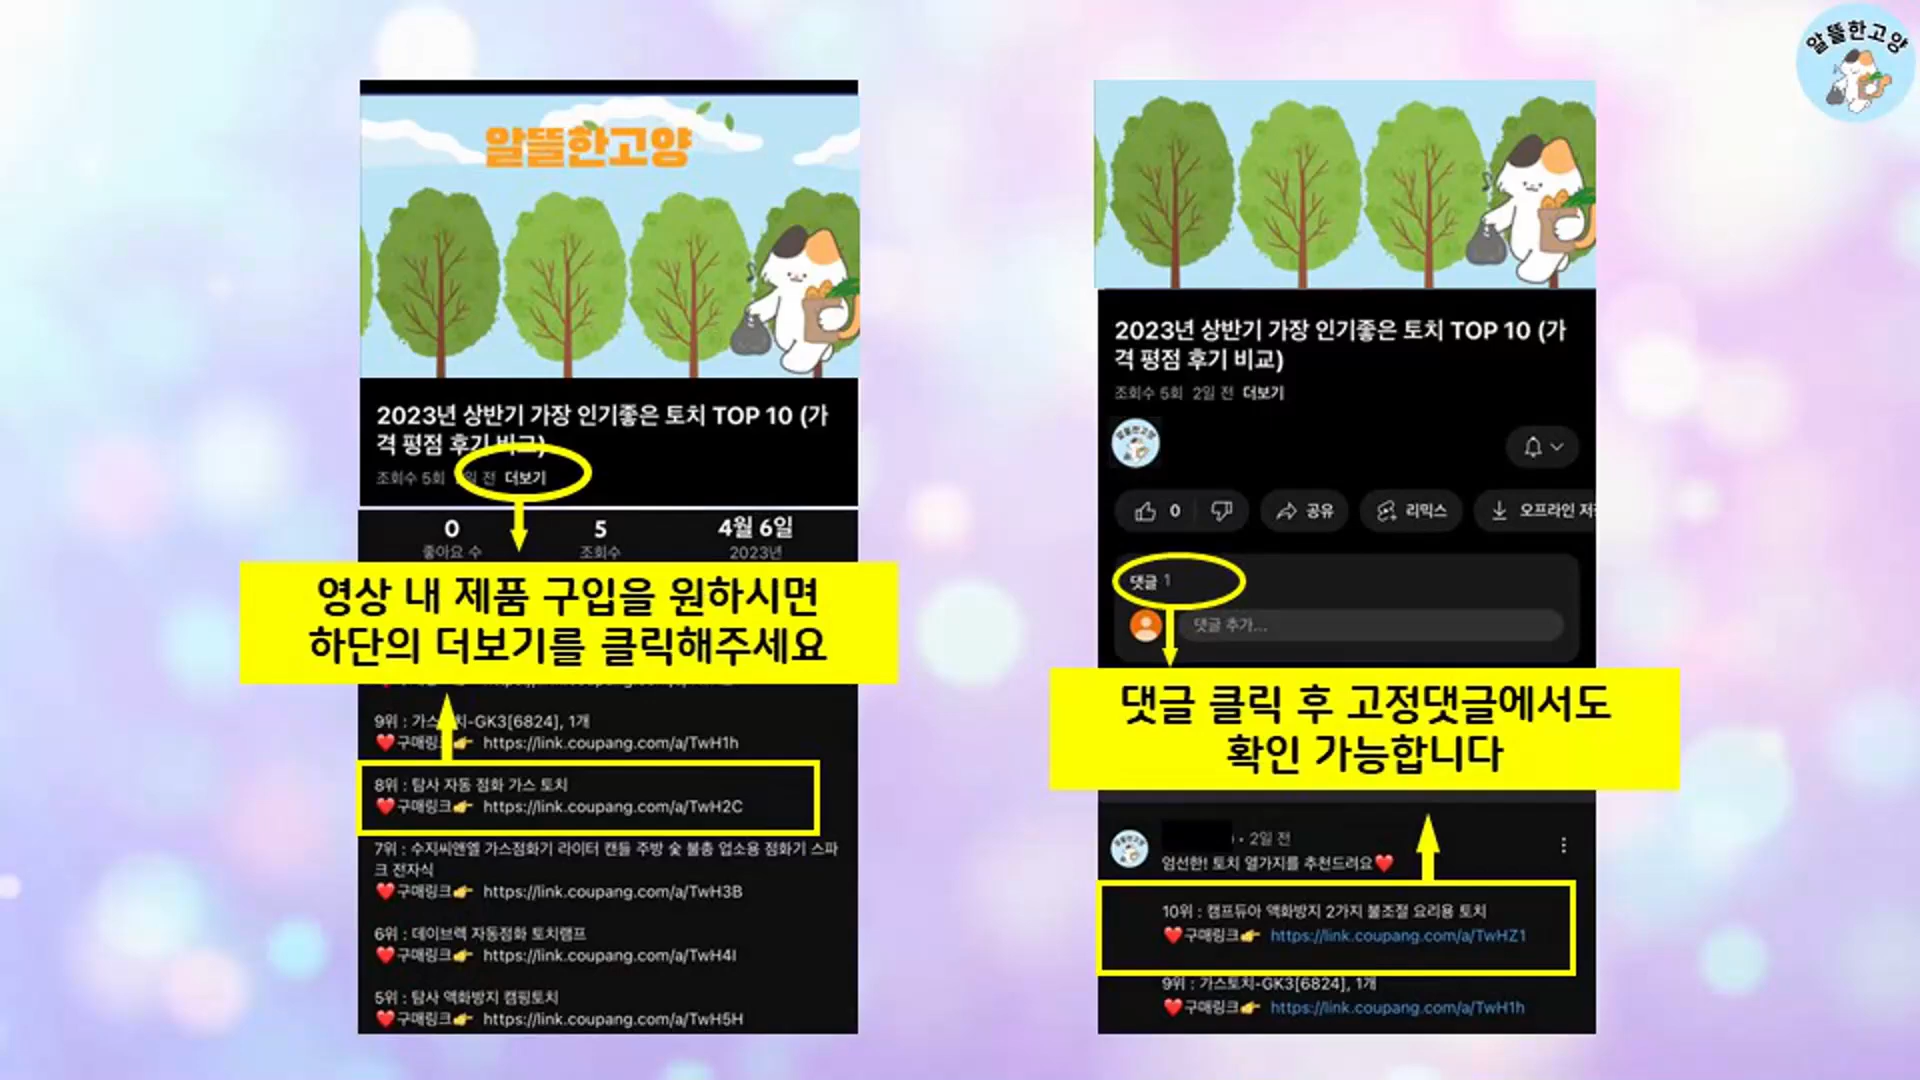 알뜰한고양
알뜰한고양
2023년 상반기 가장 인기좋은 토치 TOP 10 (가
격 평점 후기 비교)
조회수 5회 전 더보기
0 5 4월 6일
좋아요 수 조회수 2023년
영상 내 제품 구입을 원하시면
하단의 더보기를 클릭해주세요
9위 : 가스토치-GK3[6824], 1개
❤️구매링크👉 https://link.coupang.com/a/TwH1h
8위 : 탐사 자동 점화 가스 토치
❤️구매링크👉 https://link.coupang.com/a/TwH2C
7위 : 수지씨앤엘 가스점화기 라이터 캔들 주방 숯 불총 업소용 점화기 스파
크 전자식
❤️구매링크👉 https://link.coupang.com/a/TwH3B
6위 : 데이브렉 자동점화 토치램프
❤️구매링크👉 https://link.coupang.com/a/TwH4I
5위 : 탐사 액화방지 캠핑토치
❤️구매링크👉 https://link.coupang.com/a/TwH5H
2023년 상반기 가장 인기좋은 토치 TOP 10 (가
격 평점 후기 비교)
조회수 5회 2일 전 더보기
알뜰한고양
0 공유 리믹스 오프라인 저
댓글 1
댓글 추가...
댓글 클릭 후 고정댓글에서도
확인 가능합니다
알뜰한고양
• 2일 전
엄선한! 토치 열가지를 추천드려요❤️
10위 : 캠프듀아 액화방지 2가지 불조절 요리용 토치
❤️구매링크👉 https://link.coupang.com/a/TwHZ1
9위 : 가스토치-GK3[6824], 1개
❤️구매링크👉 https://link.coupang.com/a/TwH1h